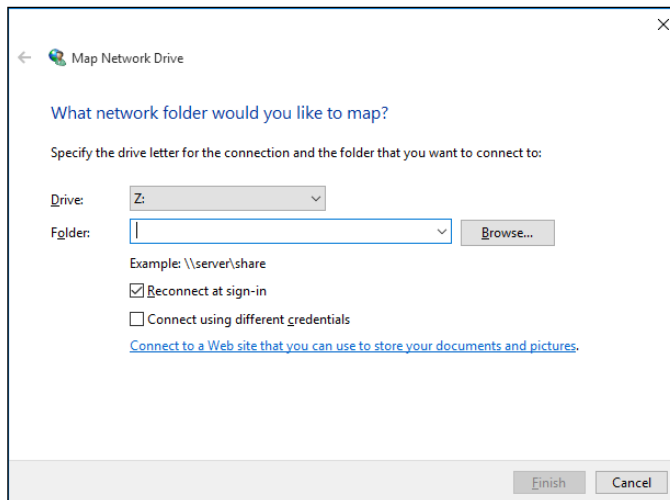 Map Network Drive
What network folder would you like to map?
Specify the drive letter for the connection and the folder that you want to connect to:
Drive: Z:
Folder: Browse...
Example: \\server\share
Reconnect at sign-in
Connect using different credentials
Connect to a Web site that you can use to store your documents and pictures.
Finish Cancel